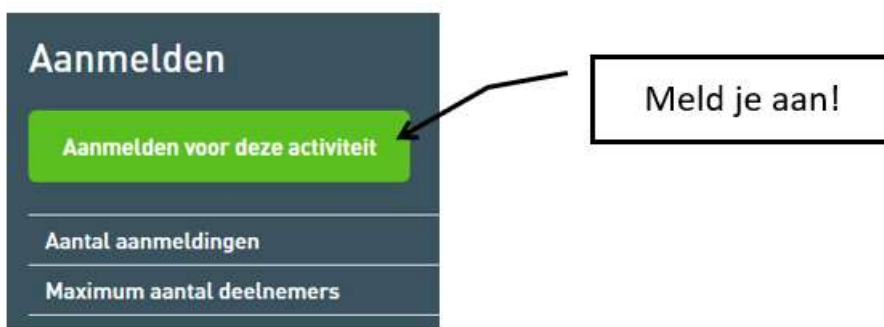 Aanmelden
Aanmelden voor deze activiteit
Meld je aan!
Aantal aanmeldingen
Maximum aantal deelnemers